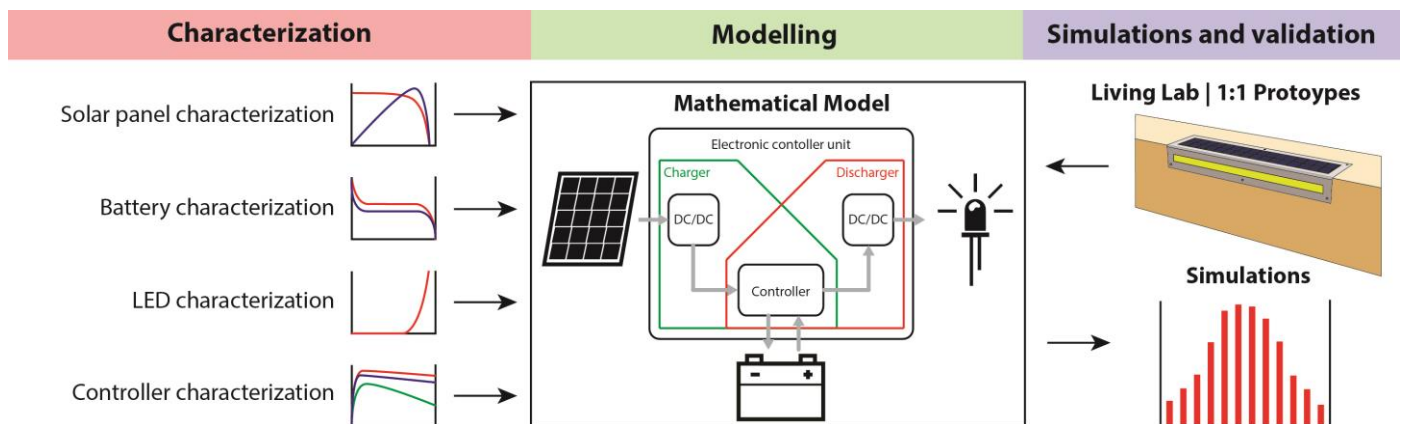 Characterization
Modelling
Simulations and validation
Solar panel characterization
Battery characterization
LED characterization
Controller characterization
Mathematical Model
Electronic contoller unit
Charger
Discharger
DC/DC
DC/DC
Controller
- +
Living Lab | 1:1 Protoypes
Simulations